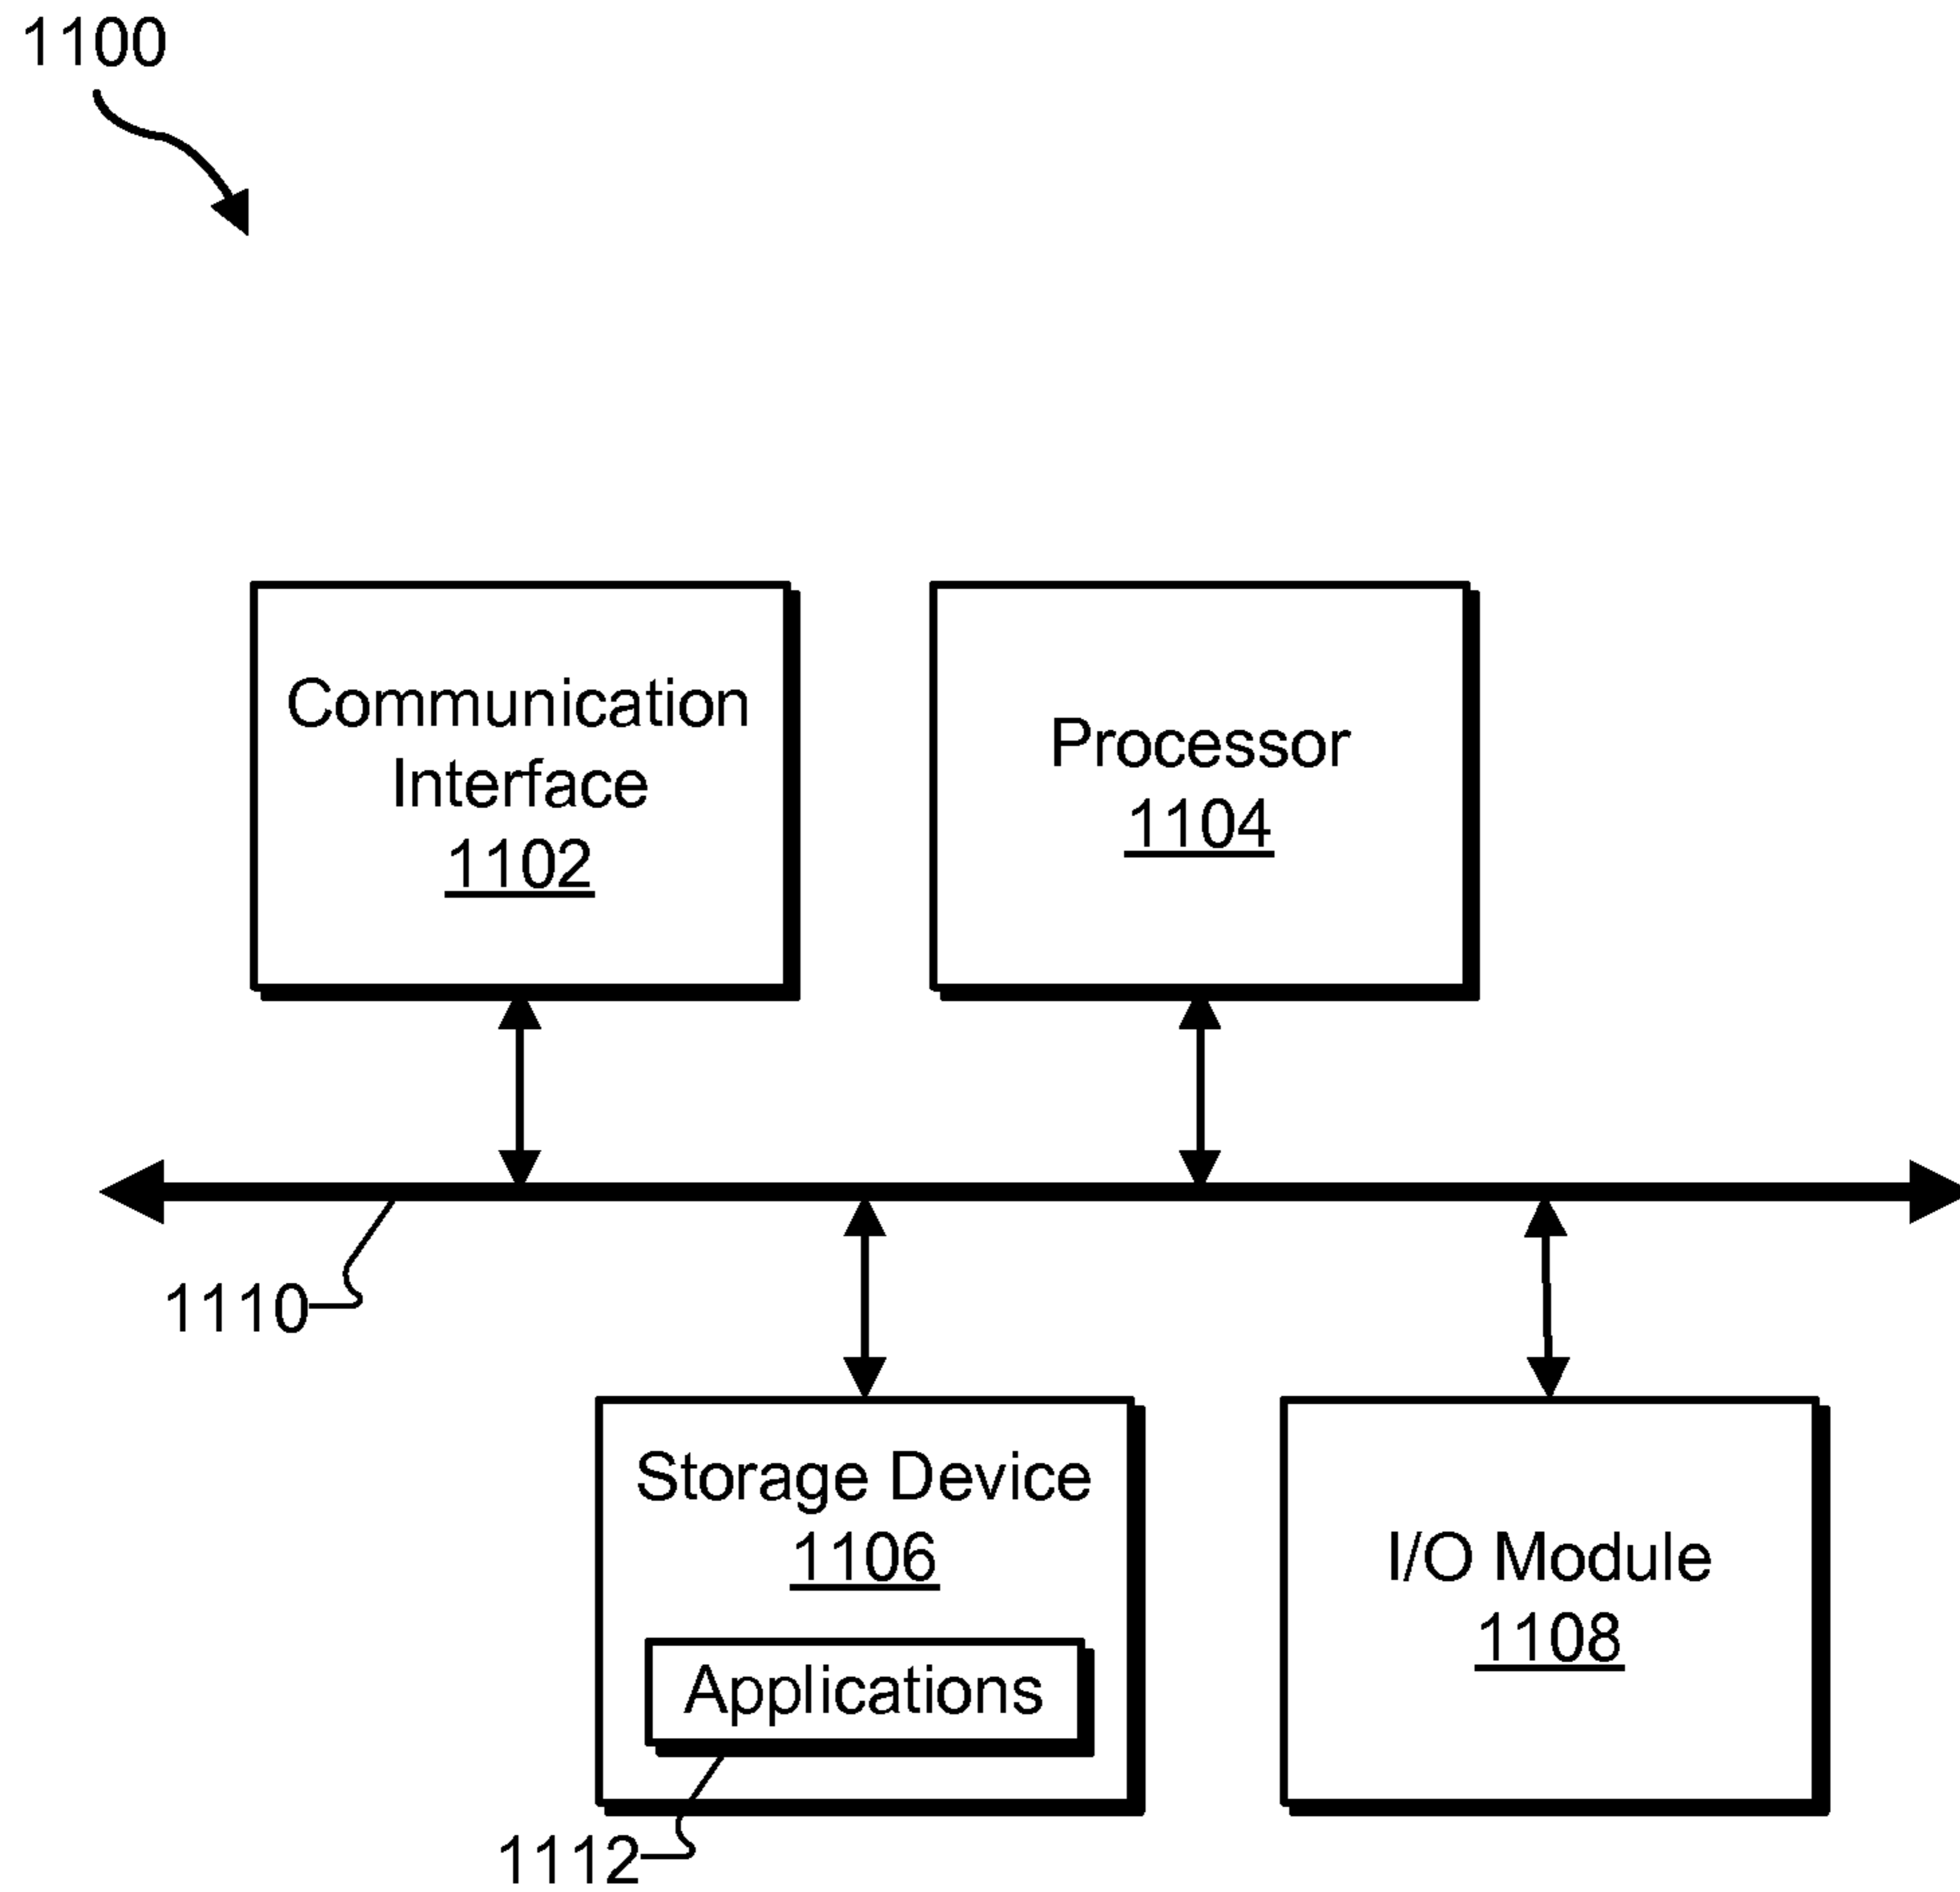 1100
Communication
Interface
1102
Processor
1104
1110
Storage Device
1106
Applications
1112
I/O Module
1108